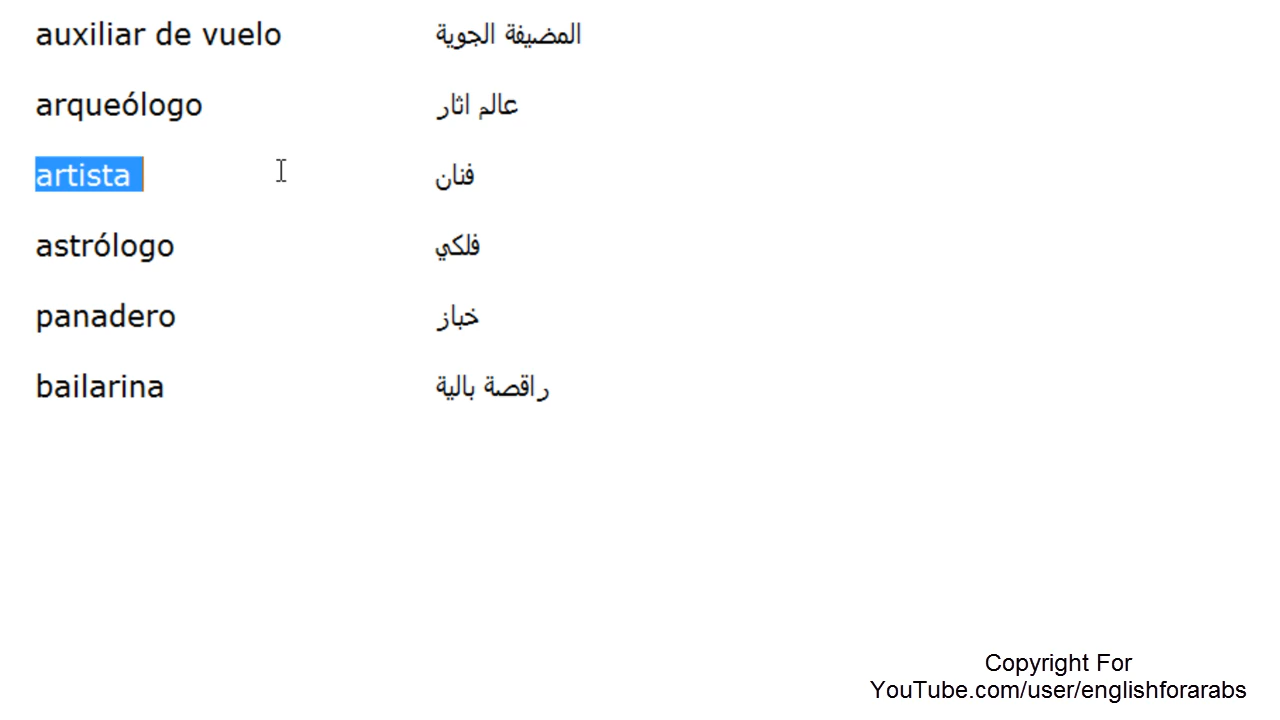 auxiliar de vuelo المضيفة الجوية
arqueólogo عالم اثار
artista فنان
astrólogo فلكي
panadero خباز
bailarina راقصة بالية
Copyright For
YouTube.com/user/englishforarabs